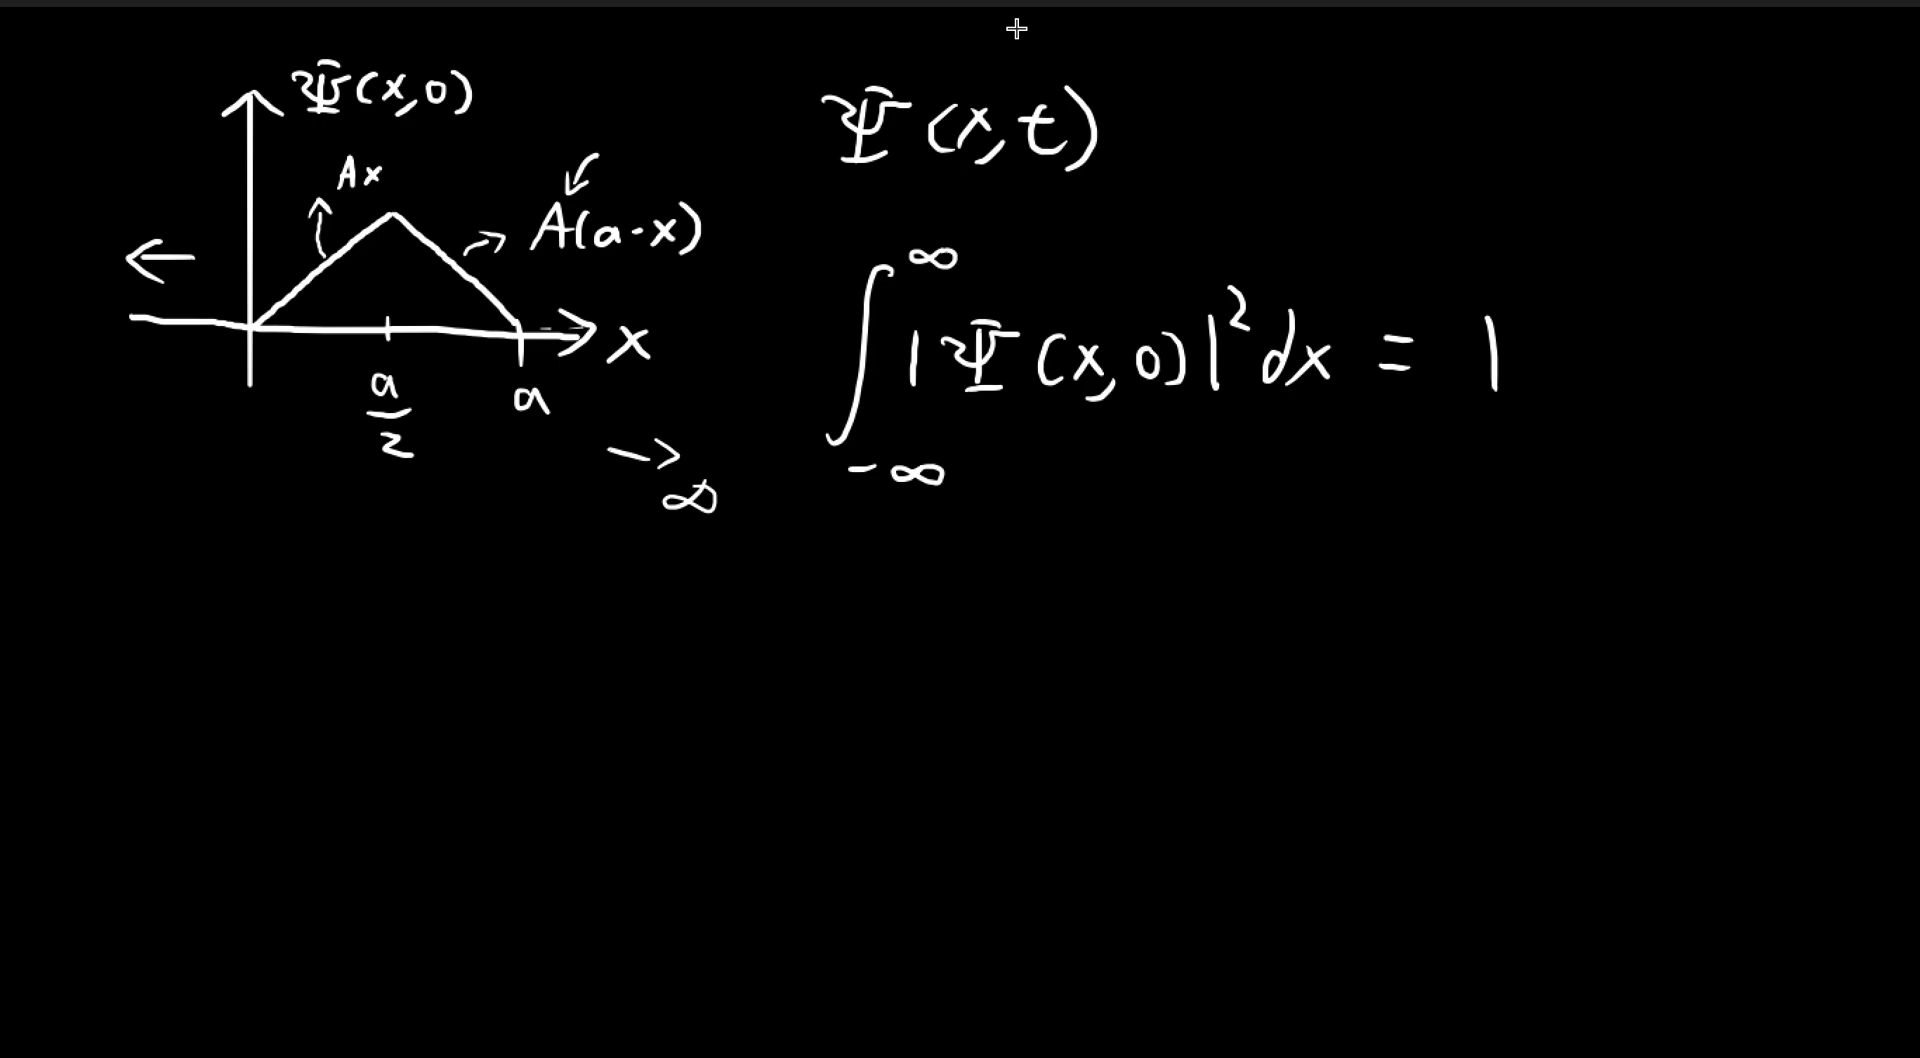 Ψ(x,0)
Ax
A(a-x)
x
a/2
a
→ ∞
Ψ(x,t)
∫_{-∞}^{∞} |Ψ(x,0)|² dx = 1